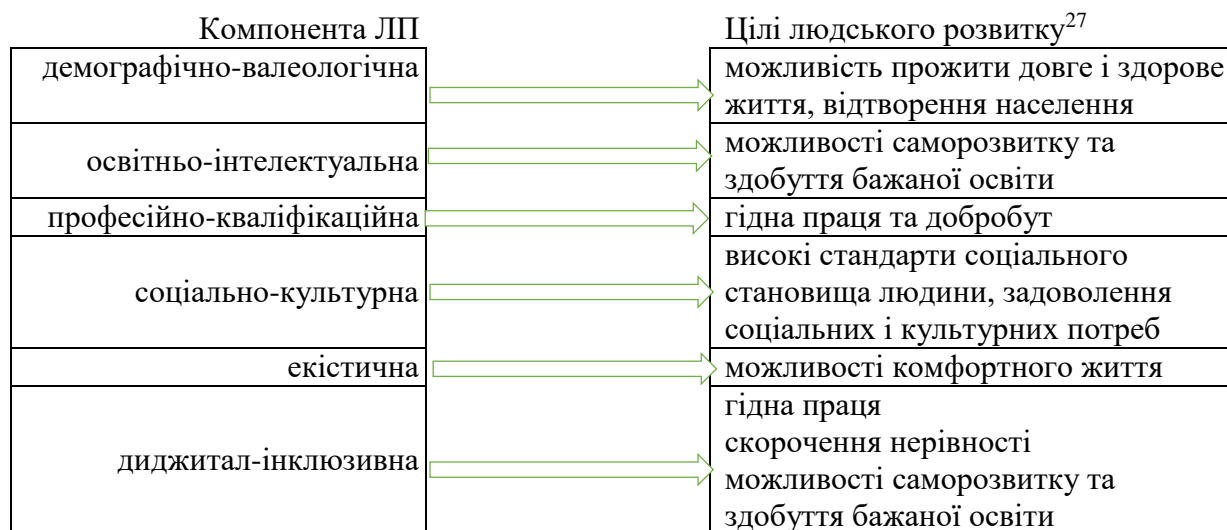 Компонента ЛП
Цілі людського розвитку27
демографічно-валеологічна
можливість прожити довге і здорове
життя, відтворення населення
освітньо-інтелектуальна
можливості саморозвитку та
здобуття бажаної освіти
професійно-кваліфікаційна
гідна праця та добробут
соціально-культурна
високі стандарти соціального
становища людини, задоволення
соціальних і культурних потреб
екістична
можливості комфортного життя
диджитал-інклюзивна
гідна праця
скорочення нерівності
можливості саморозвитку та
здобуття бажаної освіти